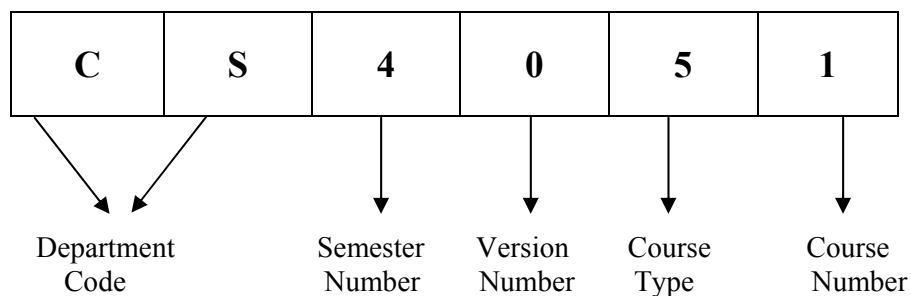 C S 4 0 5 1
Department Semester Version Course Course
Code Number Number Type Number